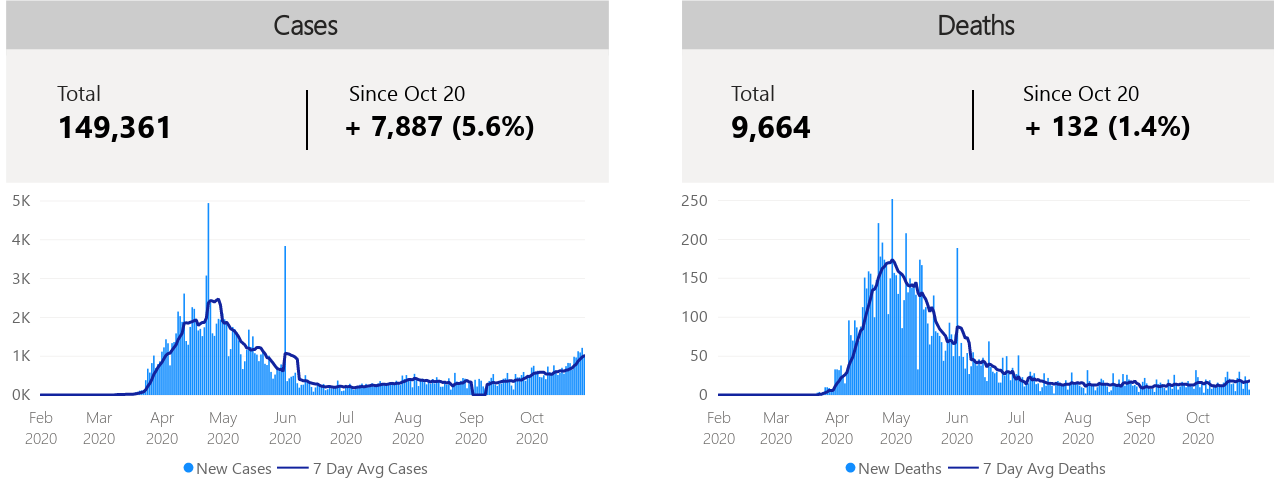 Cases
Total
149,361
Since Oct 20
+ 7,887 (5.6%)
5K
4K
3K
2K
1K
0K
Feb 2020
Mar 2020
Apr 2020
May 2020
Jun 2020
Jul 2020
Aug 2020
Sep 2020
Oct 2020
New Cases
7 Day Avg Cases
Deaths
Total
9,664
Since Oct 20
+ 132 (1.4%)
250
200
150
100
50
0
Feb 2020
Mar 2020
Apr 2020
May 2020
Jun 2020
Jul 2020
Aug 2020
Sep 2020
Oct 2020
New Deaths
7 Day Avg Deaths